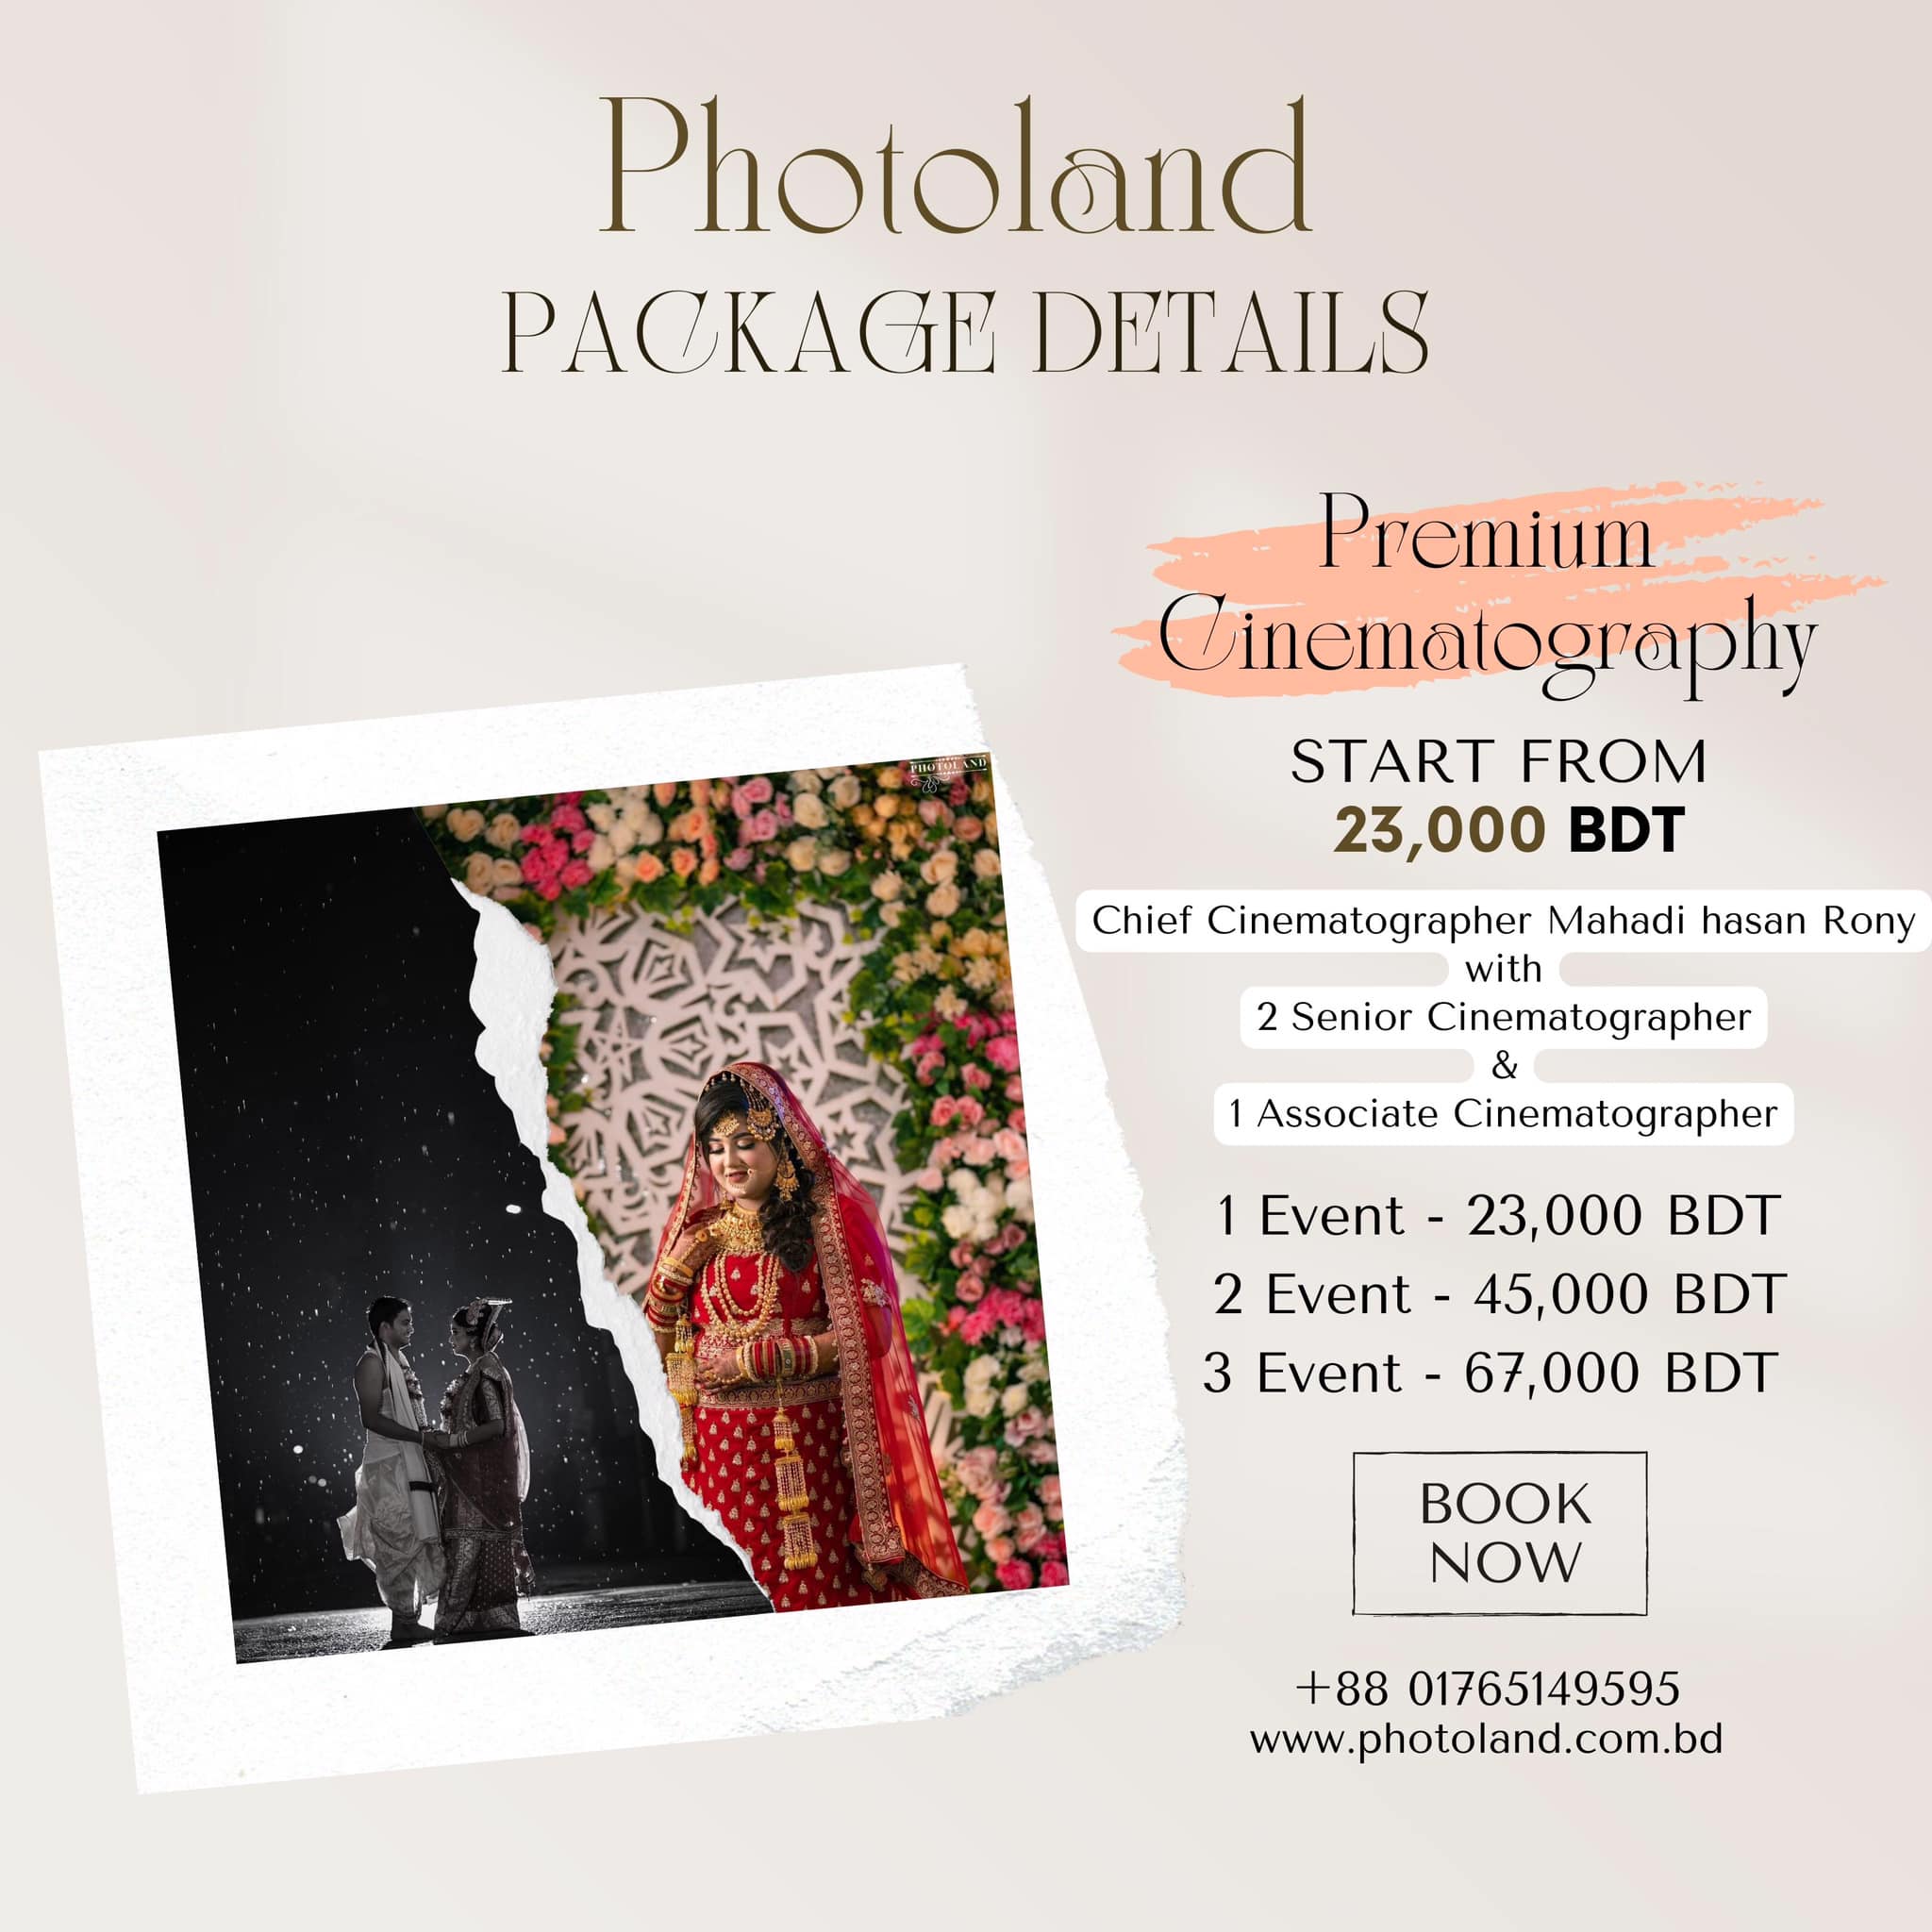 Photoland
PACKAGE DETAILS
Premium
Cinematography
START FROM
23,000 BDT
PHOTOLAND
Chief Cinematographer Mahadi hasan Rony
with
2 Senior Cinematographer
&
1 Associate Cinematographer
1 Event - 23,000 BDT
2 Event - 45,000 BDT
3 Event - 67,000 BDT
BOOK
NOW
+88 01765149595
www.photoland.com.bd